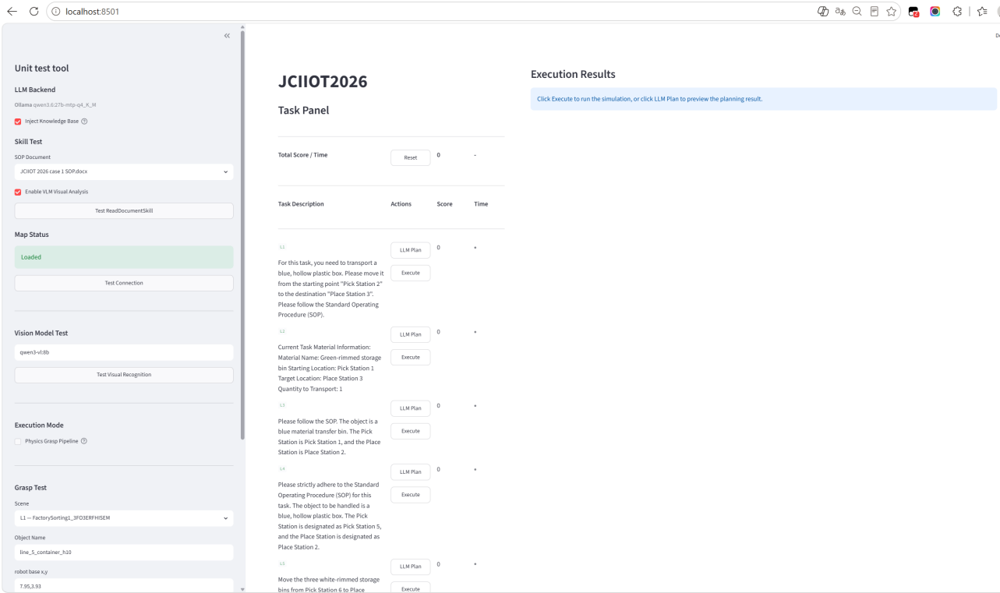 localhost:8501
Unit test tool
LLM Backend
Ollama qwen3.6:27b-mtp-q4_K_M
Inject Knowledge Base
Skill Test
SOP Document
JCIIOT 2026 case 1 SOP.docx
Enable VLM Visual Analysis
Test ReadDocumentSkill
Map Status
Loaded
Test Connection
Vision Model Test
qwen3-vl:8b
Test Visual Recognition
Execution Mode
Physics Grasp Pipeline
Grasp Test
Scene
L1 — FactorySorting1_3FO3ERFHISEM
Object Name
line_5_container_h10
robot base x,y
7.95,3.93
JCIIOT2026
Task Panel
Total Score / Time
Reset
0
-
Task Description
Actions
Score
Time
L1
For this task, you need to transport a
blue, hollow plastic box. Please move it
from the starting point "Pick Station 2"
to the destination "Place Station 3".
Please follow the Standard Operating
Procedure (SOP).
LLM Plan
Execute
0
L2
Current Task Material Information:
Material Name: Green-rimmed storage
bin Starting Location: Pick Station 1
Target Location: Place Station 3
Quantity to Transport: 1
LLM Plan
Execute
0
L3
Please follow the SOP. The object is a
blue material transfer bin. The Pick
Station is Pick Station 1, and the Place
Station is Place Station 2.
LLM Plan
Execute
0
L4
Please strictly adhere to the Standard
Operating Procedure (SOP) for this
task. The object to be handled is a
blue, hollow plastic box. The Pick
Station is designated as Pick Station 5,
and the Place Station is designated as
Place Station 2.
LLM Plan
Execute
0
L5
Move the three white-rimmed storage
bins from Pick Station 6 to Place
LLM Plan
Execute
0
Execution Results
Click Execute to run the simulation, or click LLM Plan to preview the planning result.